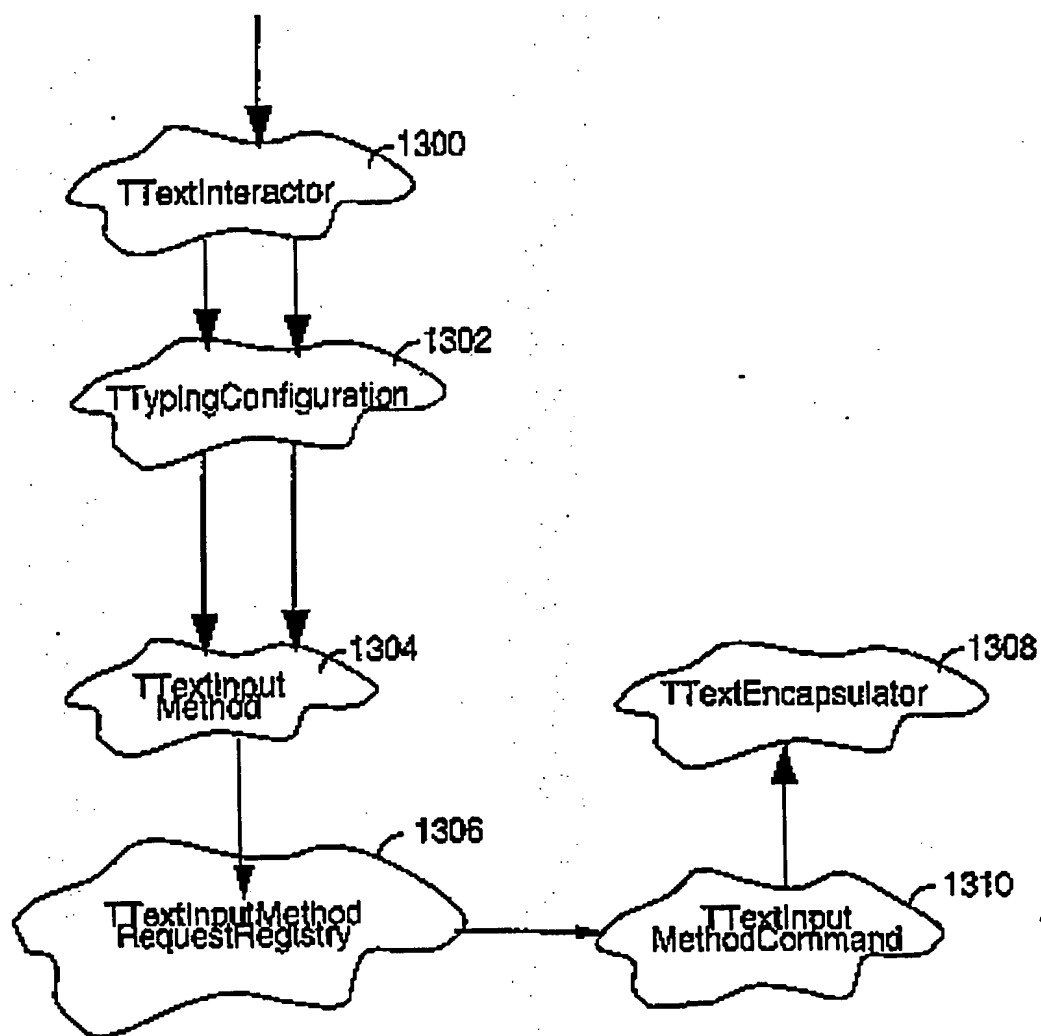 1300
TTextInteractor
1302
TTypingConfiguration
1304
TTextInput
Method
1308
TTextEncapsulator
1306
TTextInputMethod
RequestRegistry
1310
TTextInput
MethodCommand